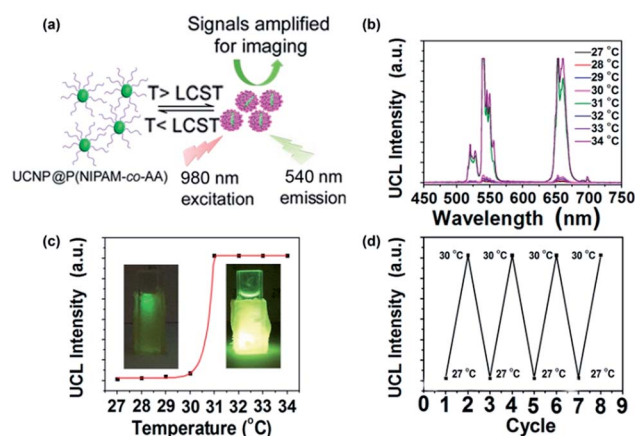 (a)
Signals amplified
for imaging
T> LCST
T< LCST
UCNP@P(NIPAM-co-AA)
980 nm
excitation
540 nm
emission
(b)
UCL Intensity (a.u.)
27 °C
28 °C
29 °C
30 °C
31 °C
32 °C
33 °C
34 °C
450 500 550 600 650 700 750
Wavelength (nm)
(c)
UCL Intensity (a.u.)
27 28 29 30 31 32 33 34
Temperature (°C)
(d)
UCL Intensity (a.u.)
30 °C 30 °C 30 °C 30 °C
27 °C 27 °C 27 °C 27 °C
0 1 2 3 4 5 6 7 8 9
Cycle